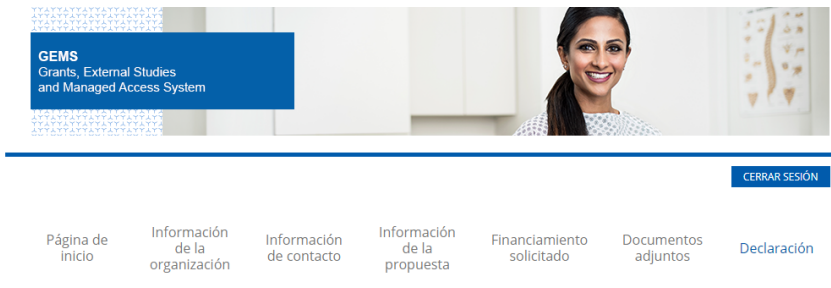 GEMS
Grants, External Studies
and Managed Access System
CERRAR SESIÓN
Página de
inicio
Información
de la
organización
Información
de contacto
Información
de la
propuesta
Financiamiento
solicitado
Documentos
adjuntos
Declaración